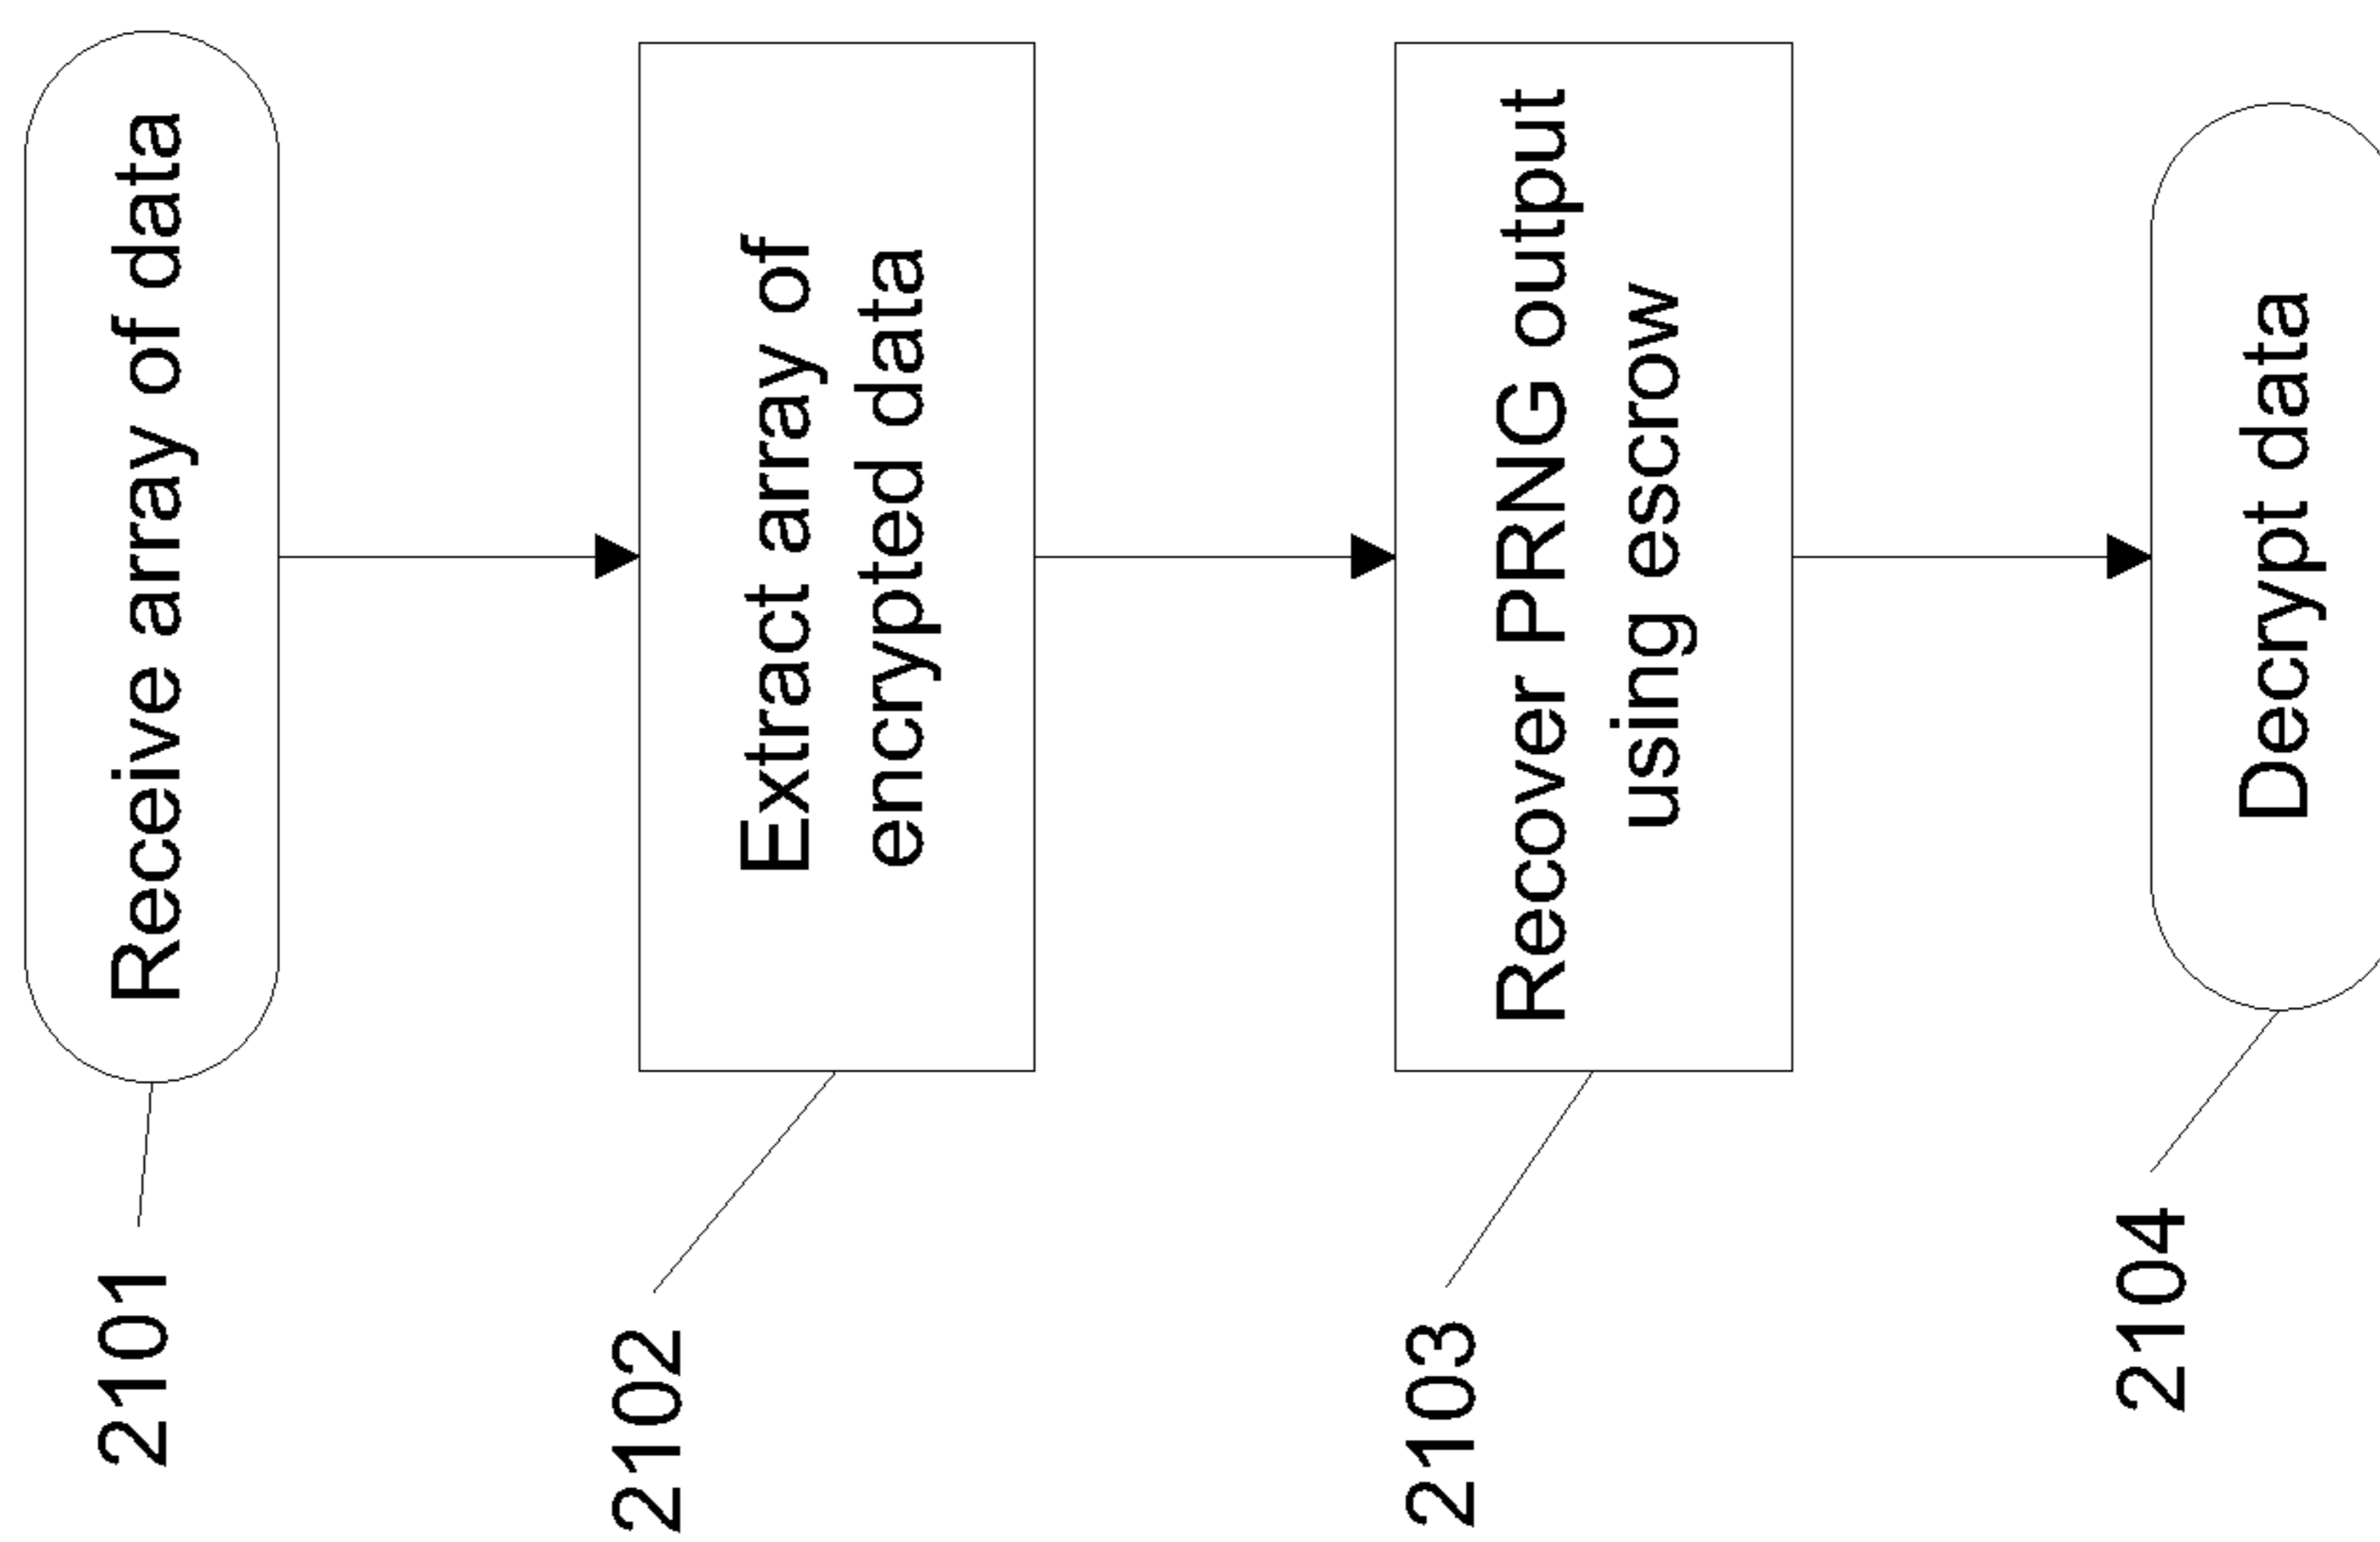 Receive array of data
2101
Extract array of
encrypted data
2102
Recover PRNG output
using escrow
2103
Decrypt data
2104